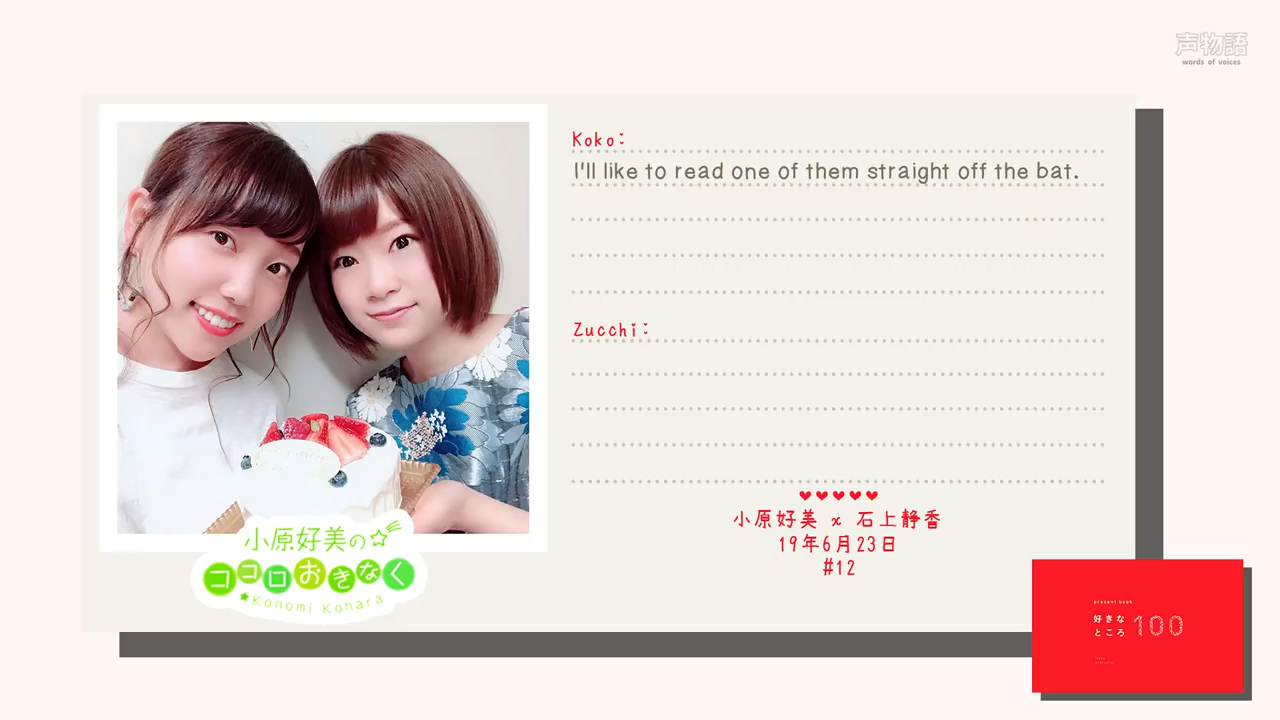 声物語
words of voices
Koko:
I'll like to read one of them straight off the bat.
Zucchi:
小原好美 x 石上静香
19年6月23日
#12
小原好美の
ココロおきなく
Konomi Kohara
present book
好きな
ところ
100